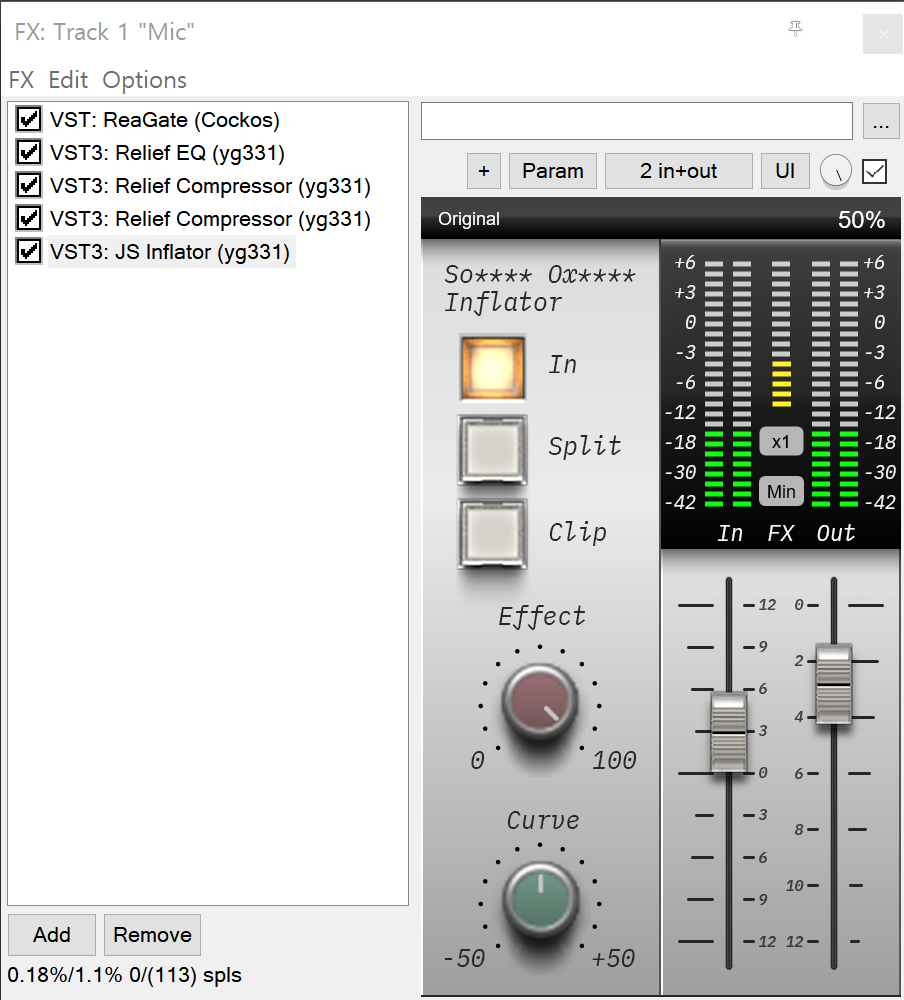 FX: Track 1 "Mic"
FX Edit Options
VST: ReaGate (Cockos)
VST3: Relief EQ (yg331)
VST3: Relief Compressor (yg331)
VST3: Relief Compressor (yg331)
VST3: JS Inflator (yg331)
Add Remove
0.18%/1.1% 0/(113) spls
...
+ Param 2 in+out UI
Original 50%
So**** Ox****
Inflator
In
Split
Clip
Effect
0 100
Curve
-50 +50
+6 +6
+3 +3
0 0
-3 -3
-6 -6
-12 -12
-18 x1 -18
-30 -30
Min
-42 -42
In FX Out
12 0
9
6 2
3 4
0 6
3
6 8
9 10
12 12